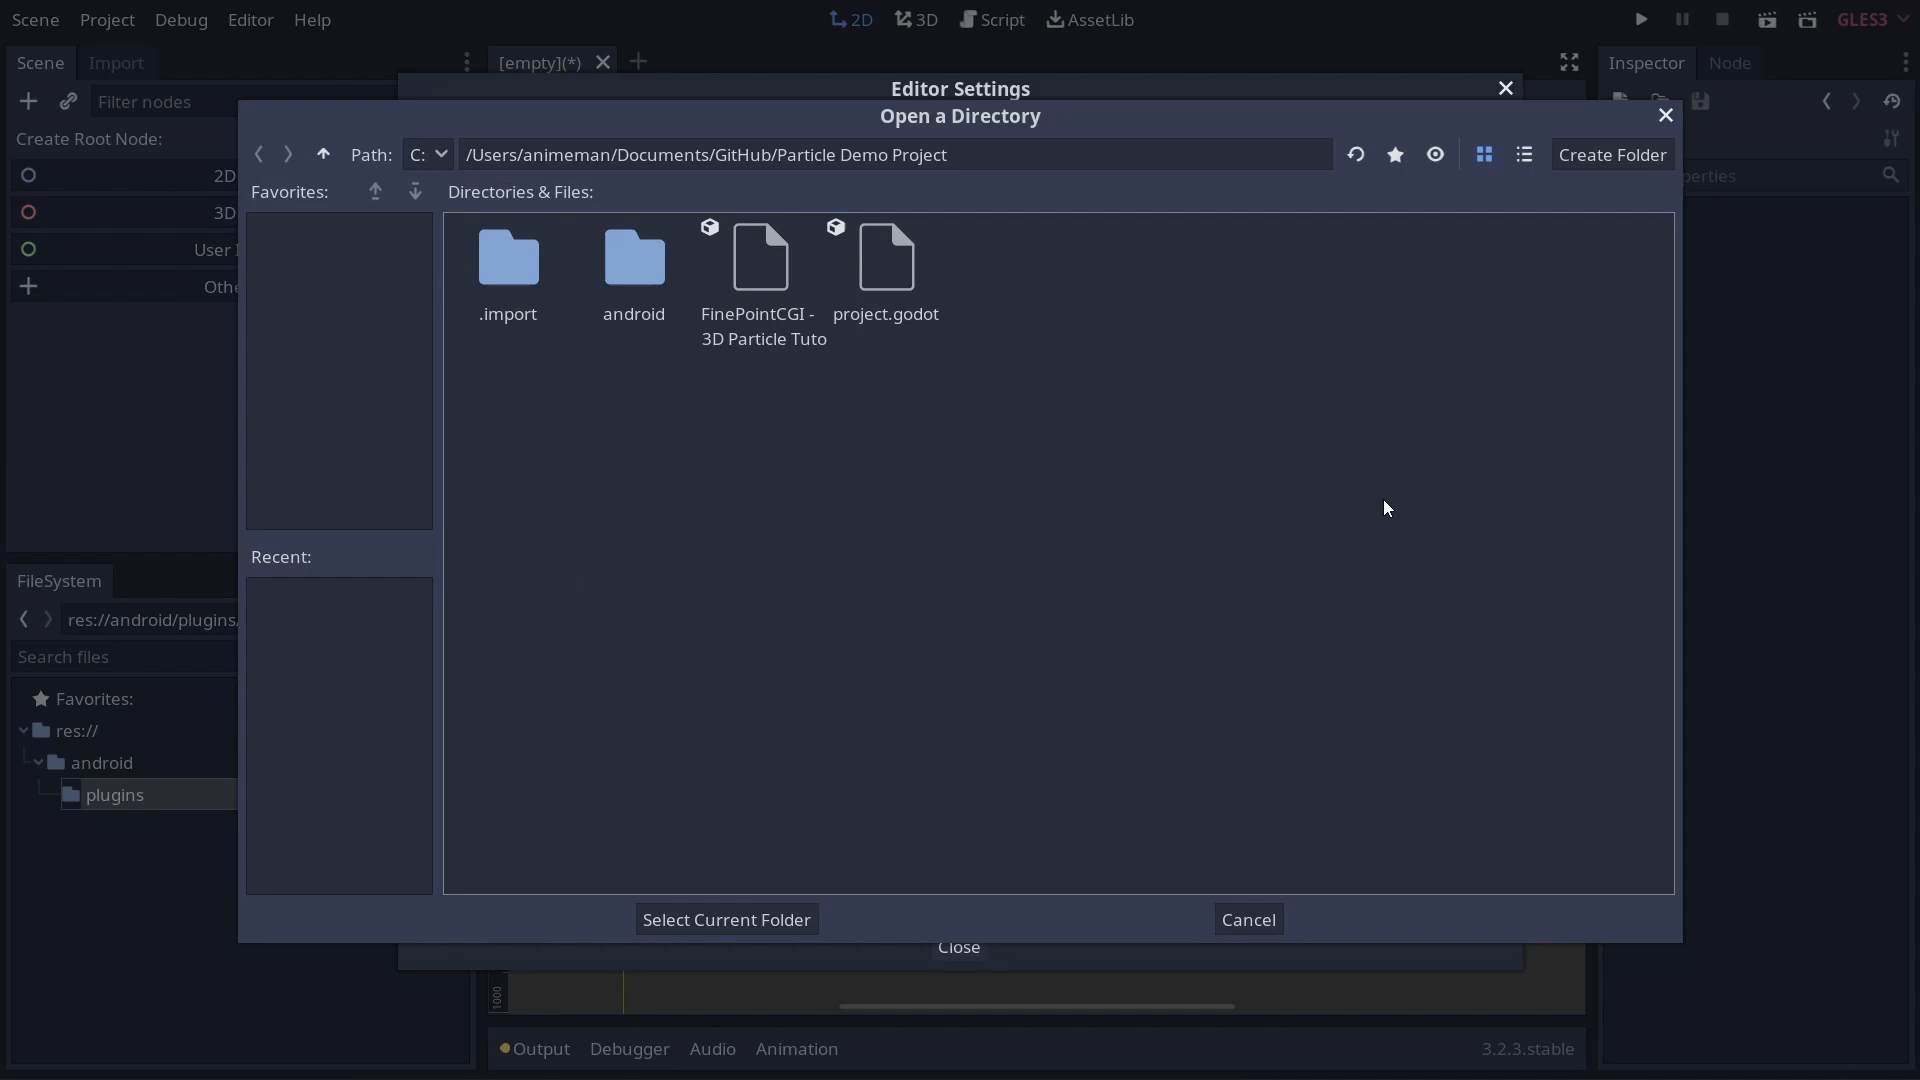 Scene Project Debug Editor Help
2D 3D Script AssetLib
GLES3
Scene Import
[empty](*)
Inspector Node
Filter nodes
Create Root Node:
2D
3D
User
Othe
Editor Settings
Open a Directory
Path: C: /Users/animeman/Documents/GitHub/Particle Demo Project
Create Folder
perties
Favorites:
Directories & Files:
.import
android
FinePointCGI -
3D Particle Tuto
project.godot
Recent:
Select Current Folder
Cancel
Close
FileSystem
res://android/plugins/
Search files
Favorites:
res://
android
plugins
1000
Output Debugger Audio Animation
3.2.3.stable